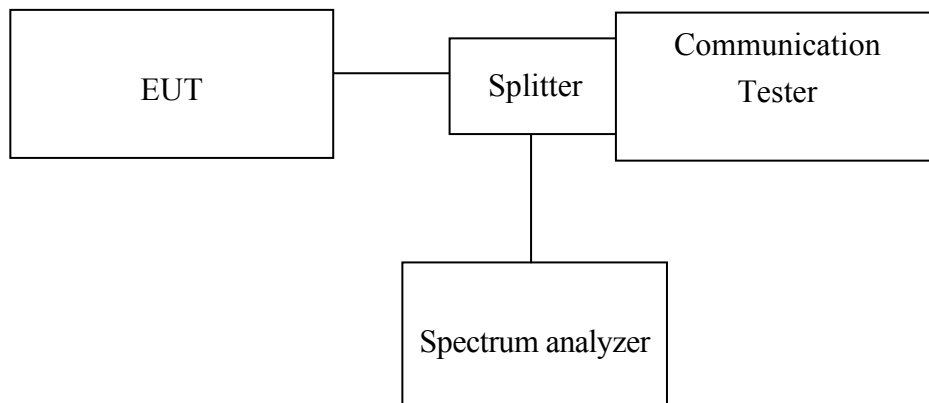 EUT
Splitter
Communication
Tester
Spectrum analyzer